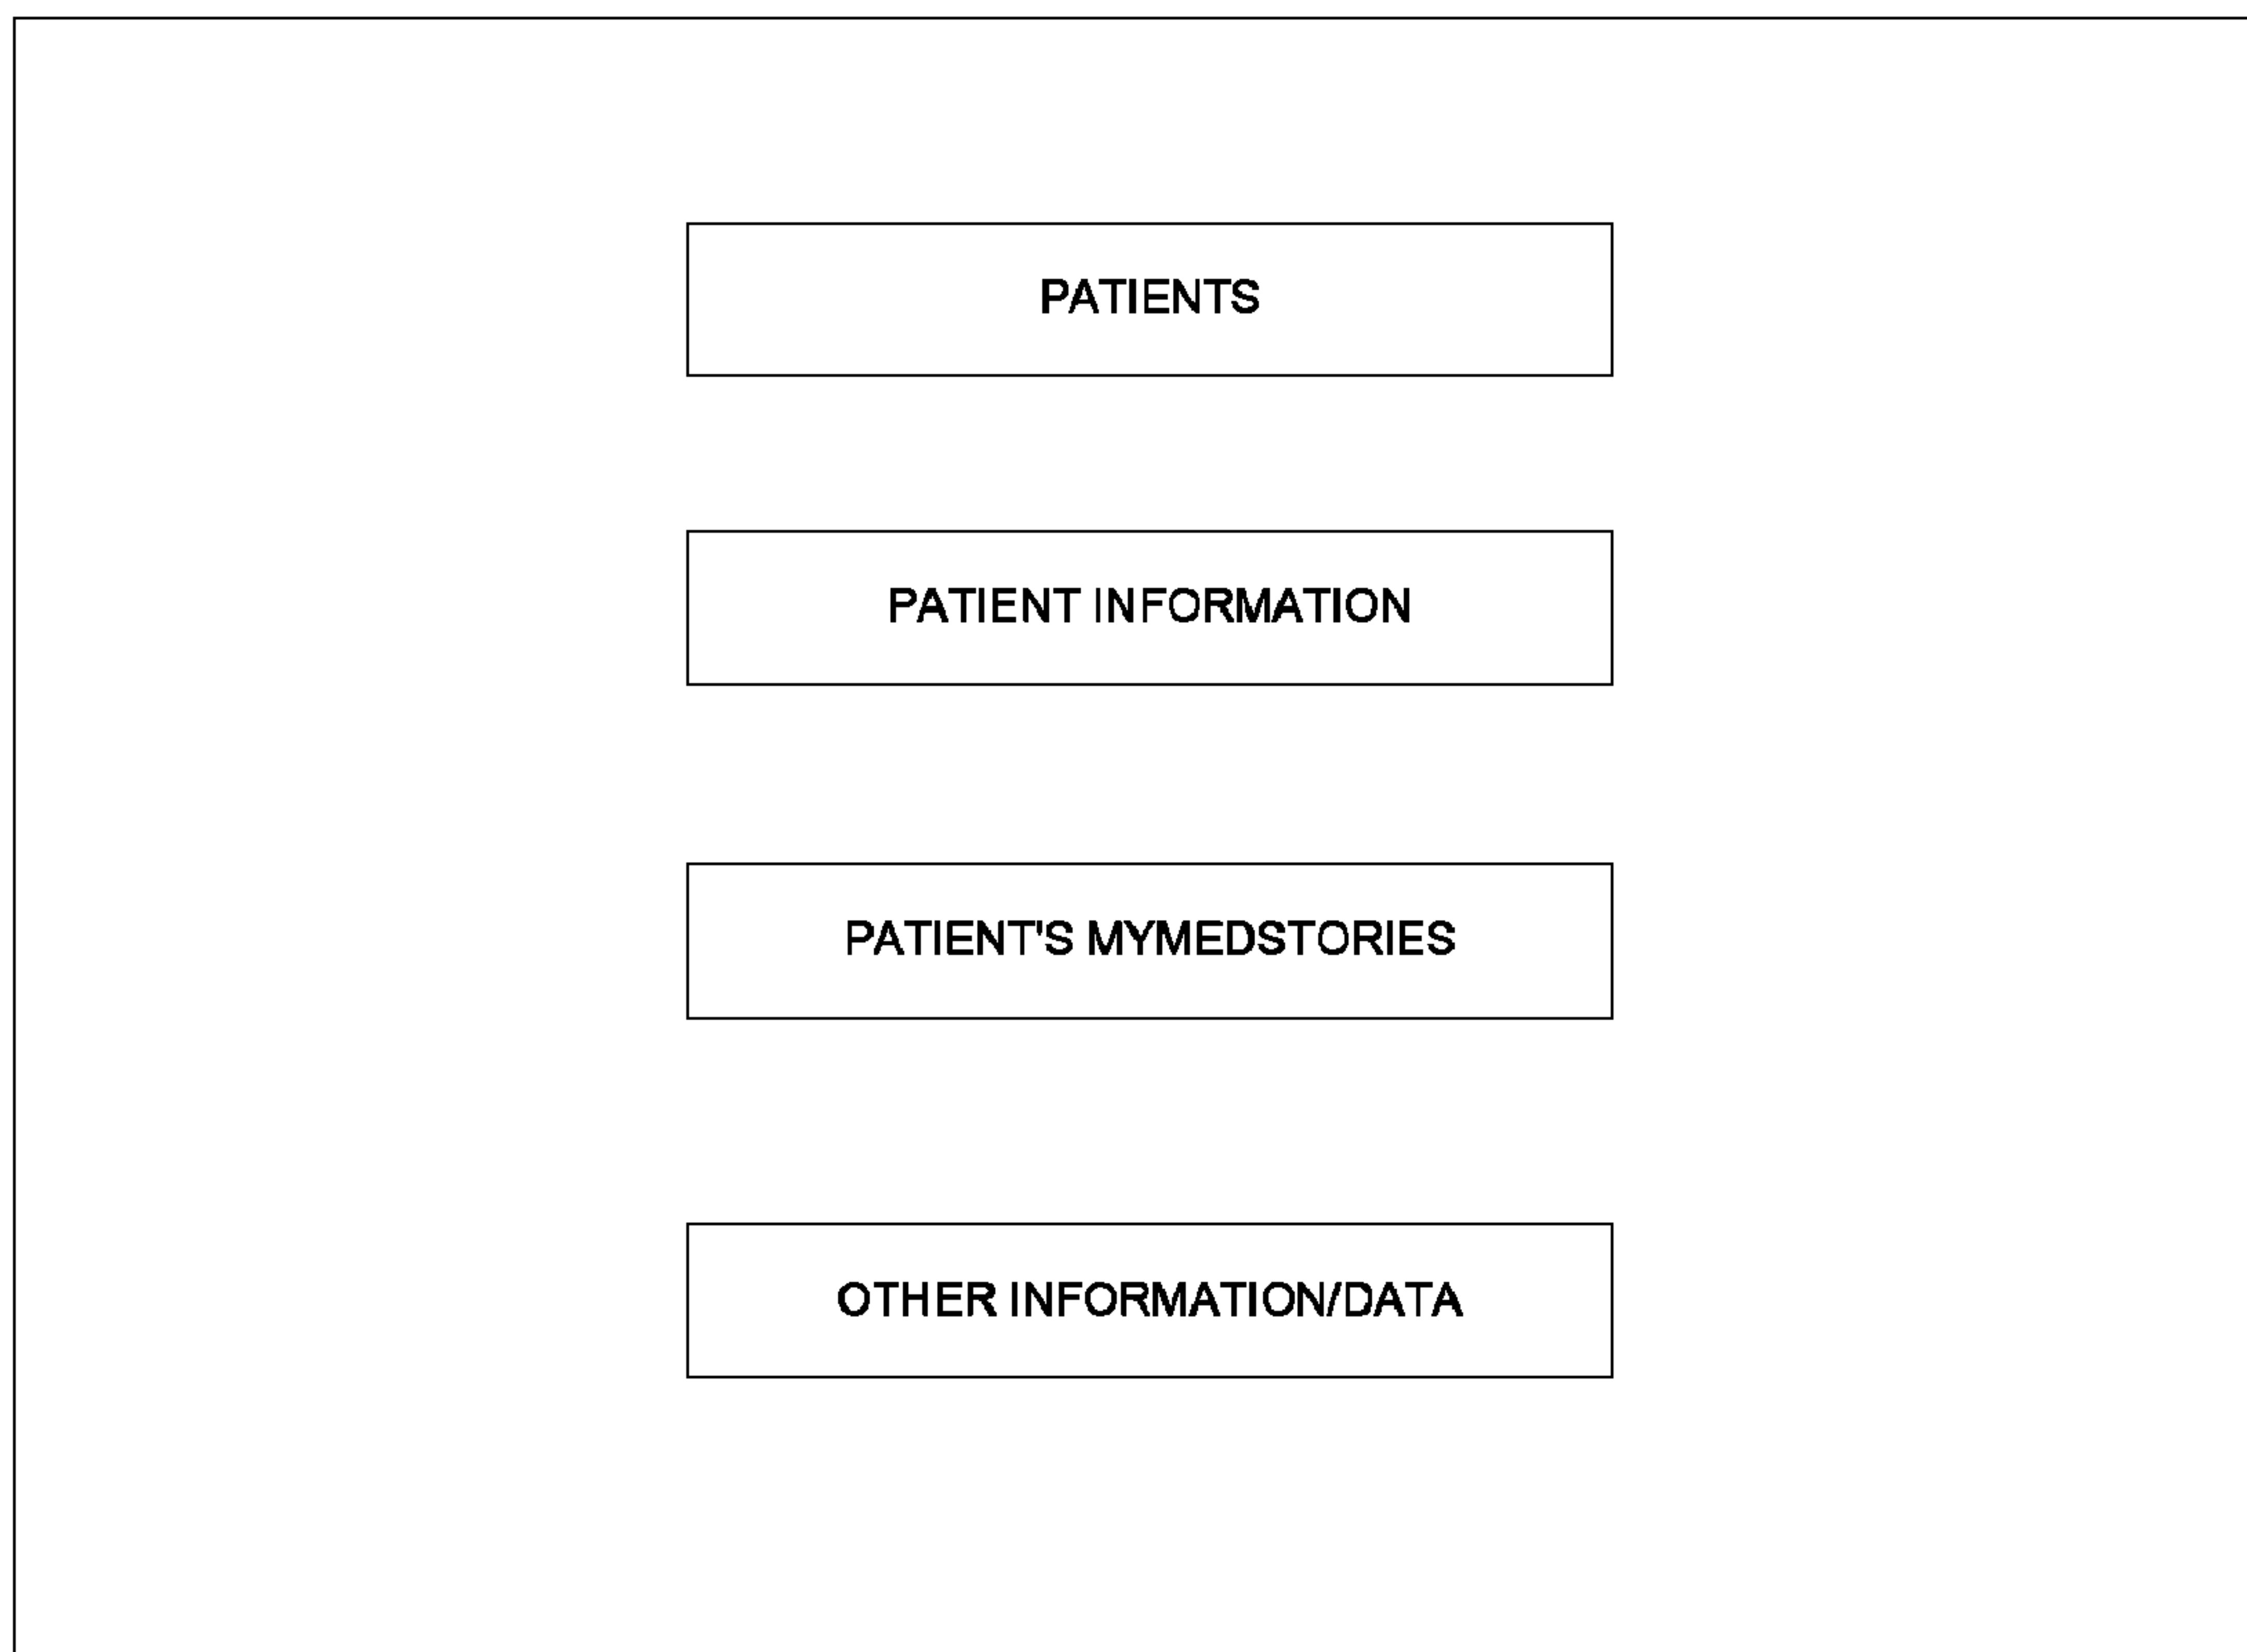 PATIENTS
PATIENT INFORMATION
PATIENT'S MYMEDSTORIES
OTHER INFORMATION/DATA